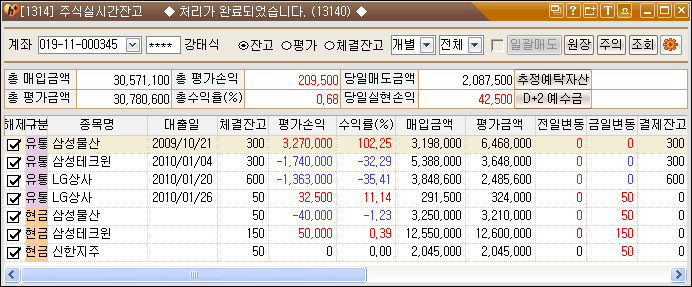 [1314] 주식실시간잔고 ◆ 처리가 완료되었습니다. (13140) ◆
계좌 019-11-000345 **** 강태식 잔고 평가 체결잔고 개별 전체 일괄매도 원장 주의 조회
총 매입금액 30,571,100 총 평가손익 209,500 당일매도금액 2,087,500 추정예탁자산
총 평가금액 30,780,600 총수익률(%) 0,68 당일실현손익 42,500 D+2 예수금
해제 구분 종목명 대출일 체결잔고 평가손익 수익률(%) 매입금액 평가금액 전일변동 금일변동 결제잔고
유통 삼성물산 2009/10/21 300 3,270,000 102,25 3,198,000 6,468,000 0 0 300
유통 삼성테크윈 2010/01/04 300 -1,740,000 -32,29 5,388,000 3,648,000 0 0 300
유통 LG상사 2010/01/20 600 -1,363,000 -35,41 3,848,600 2,485,600 0 0 600
유통 LG상사 2010/01/26 50 32,500 11,14 291,500 324,000 0 50 0
현금 삼성물산 50 -40,000 -1,23 3,250,000 3,210,000 0 50 0
현금 삼성테크윈 150 50,000 0,39 12,550,000 12,600,000 0 150 0
현금 신한지주 50 0 0,00 2,045,000 2,045,000 0 50 0